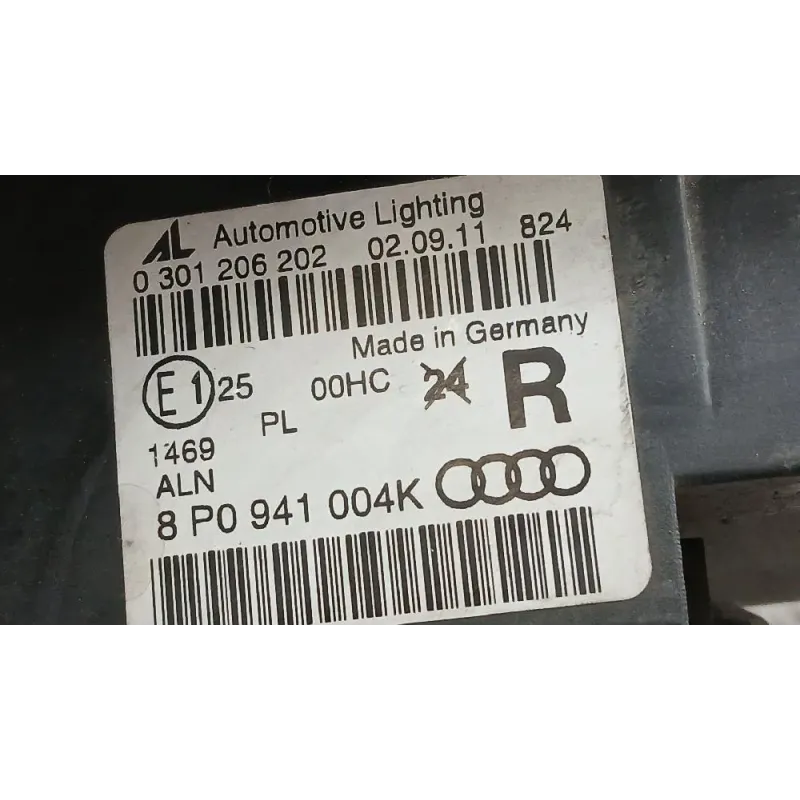 AL Automotive Lighting
0 301 206 202 02.09.11 824
Made in Germany
E1 25 00HC 24 R
PL
1469
ALN
8 P0 941 004K